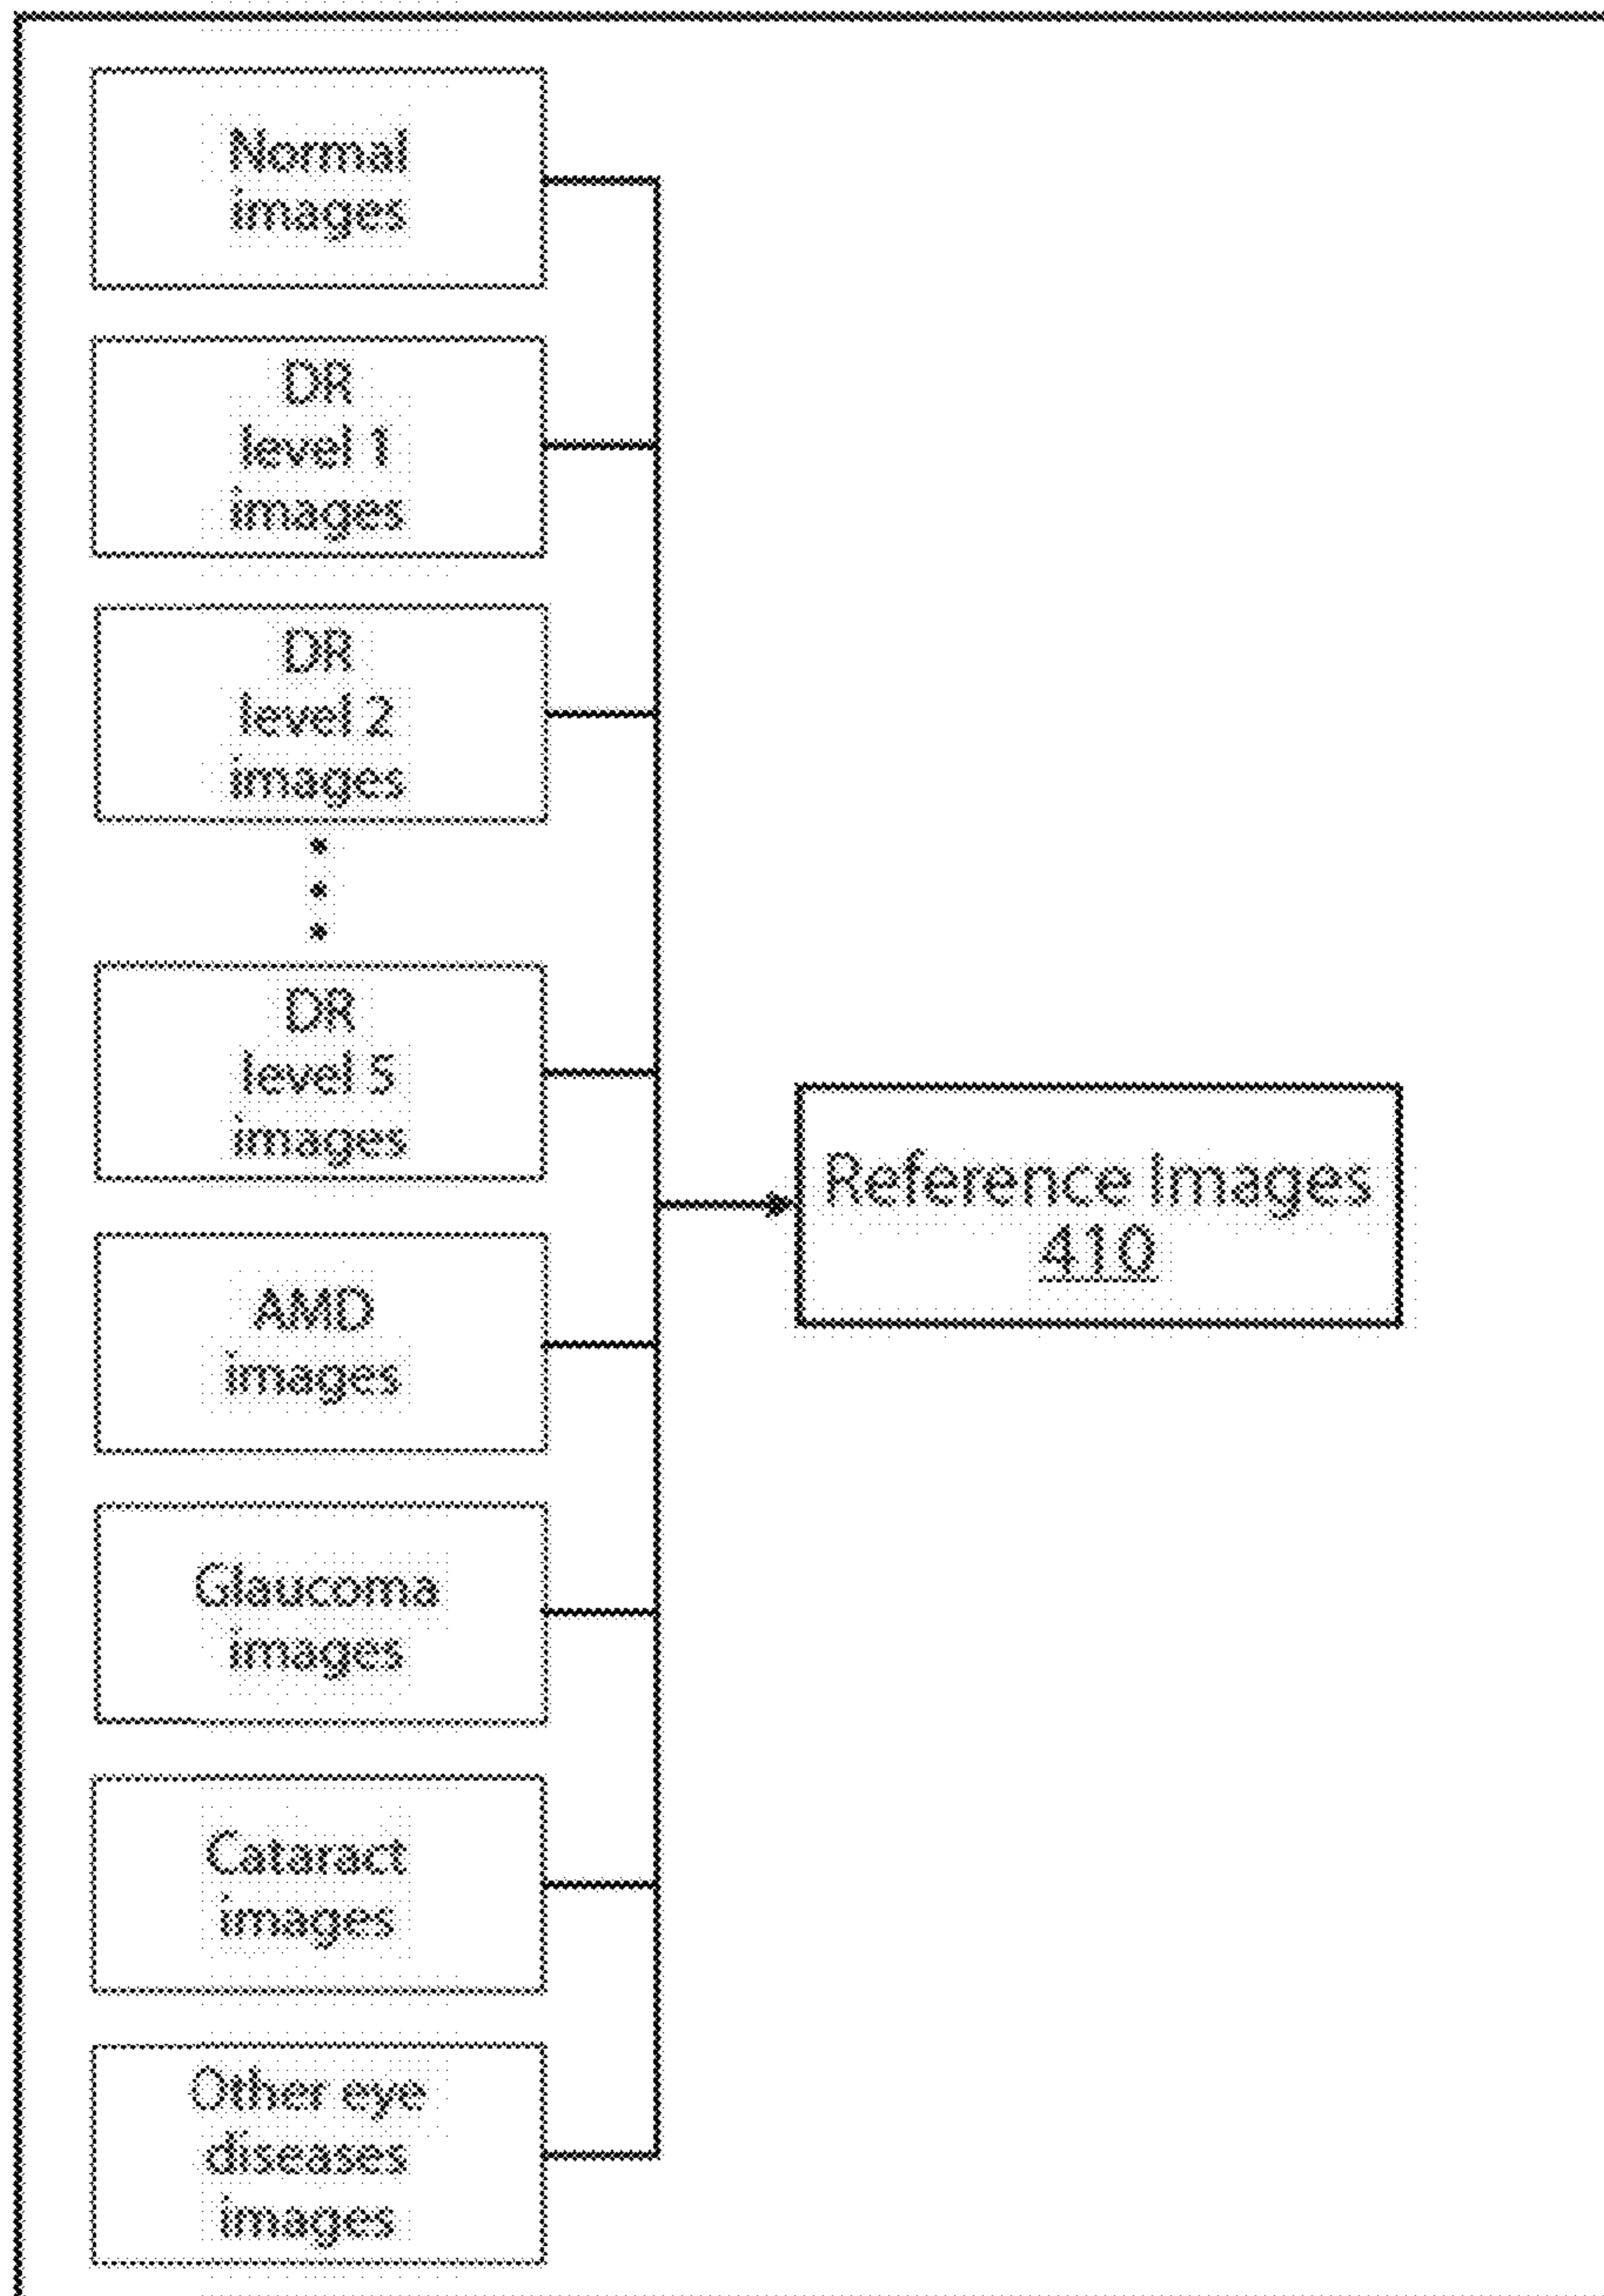 Normal
images
DR
level 1
images
DR
level 2
images
DR
level 5
images
Reference Images
410
AMD
images
Glaucoma
images
Cataract
images
Other eye
diseases
images